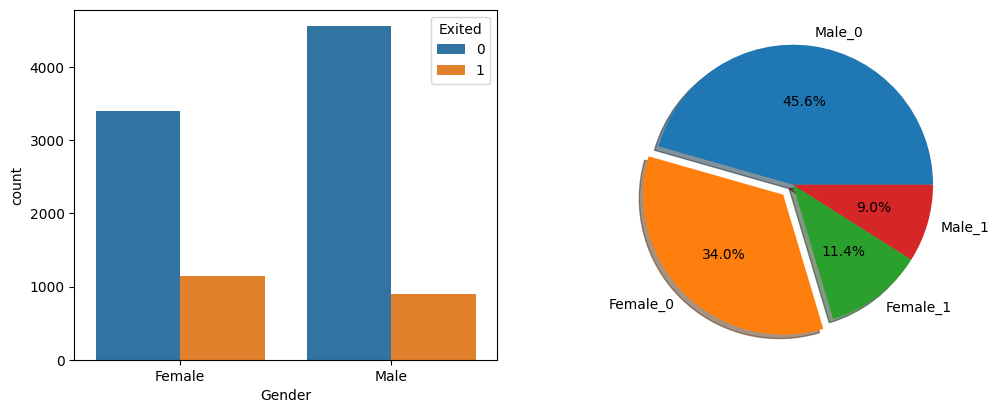 Exited
0
1
4000
3000
2000
1000
0
count
Female
Male
Gender
Male_0
45.6%
34.0%
Female_0
11.4%
Female_1
9.0%
Male_1